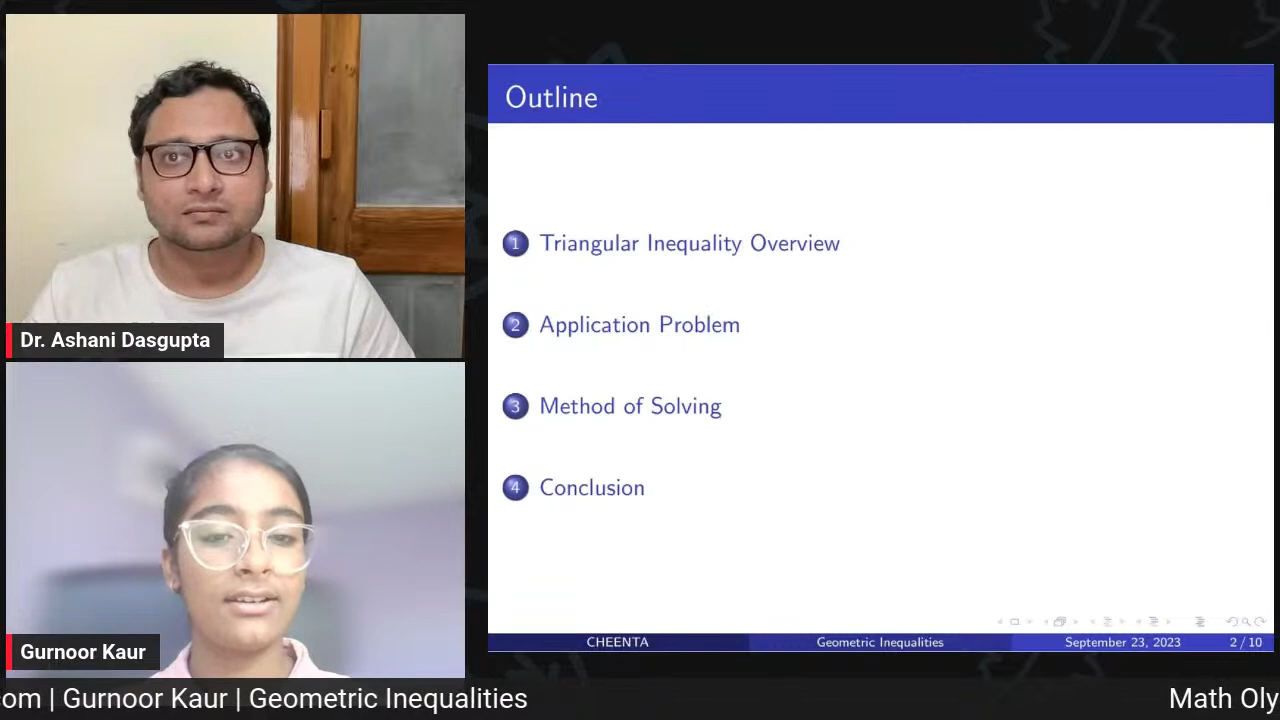 Dr. Ashani Dasgupta
Gurnoor Kaur
Outline
1 Triangular Inequality Overview
2 Application Problem
3 Method of Solving
4 Conclusion
CHEENTA Geometric Inequalities September 23, 2023 2 / 10
om | Gurnoor Kaur | Geometric Inequalities Math Oly